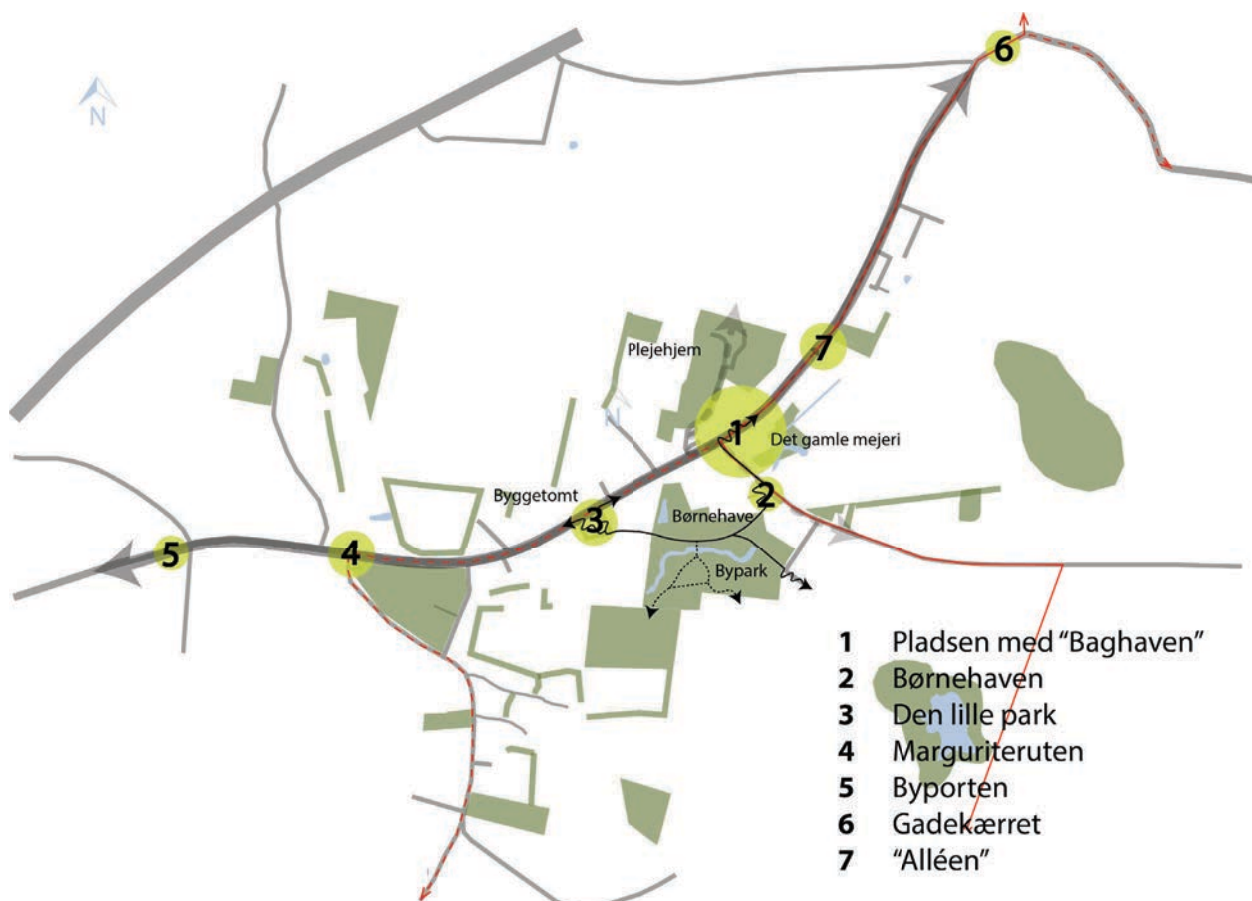 6
N
7
Plejehjem
N
1
Det gamle mejeri
Byggetomt
2
3
Børnehave
5
4
Bypark
1 Pladsen med “Baghaven”
2 Børnehaven
3 Den lille park
4 Marguriteruten
5 Byporten
6 Gadekærret
7 “Alléen”